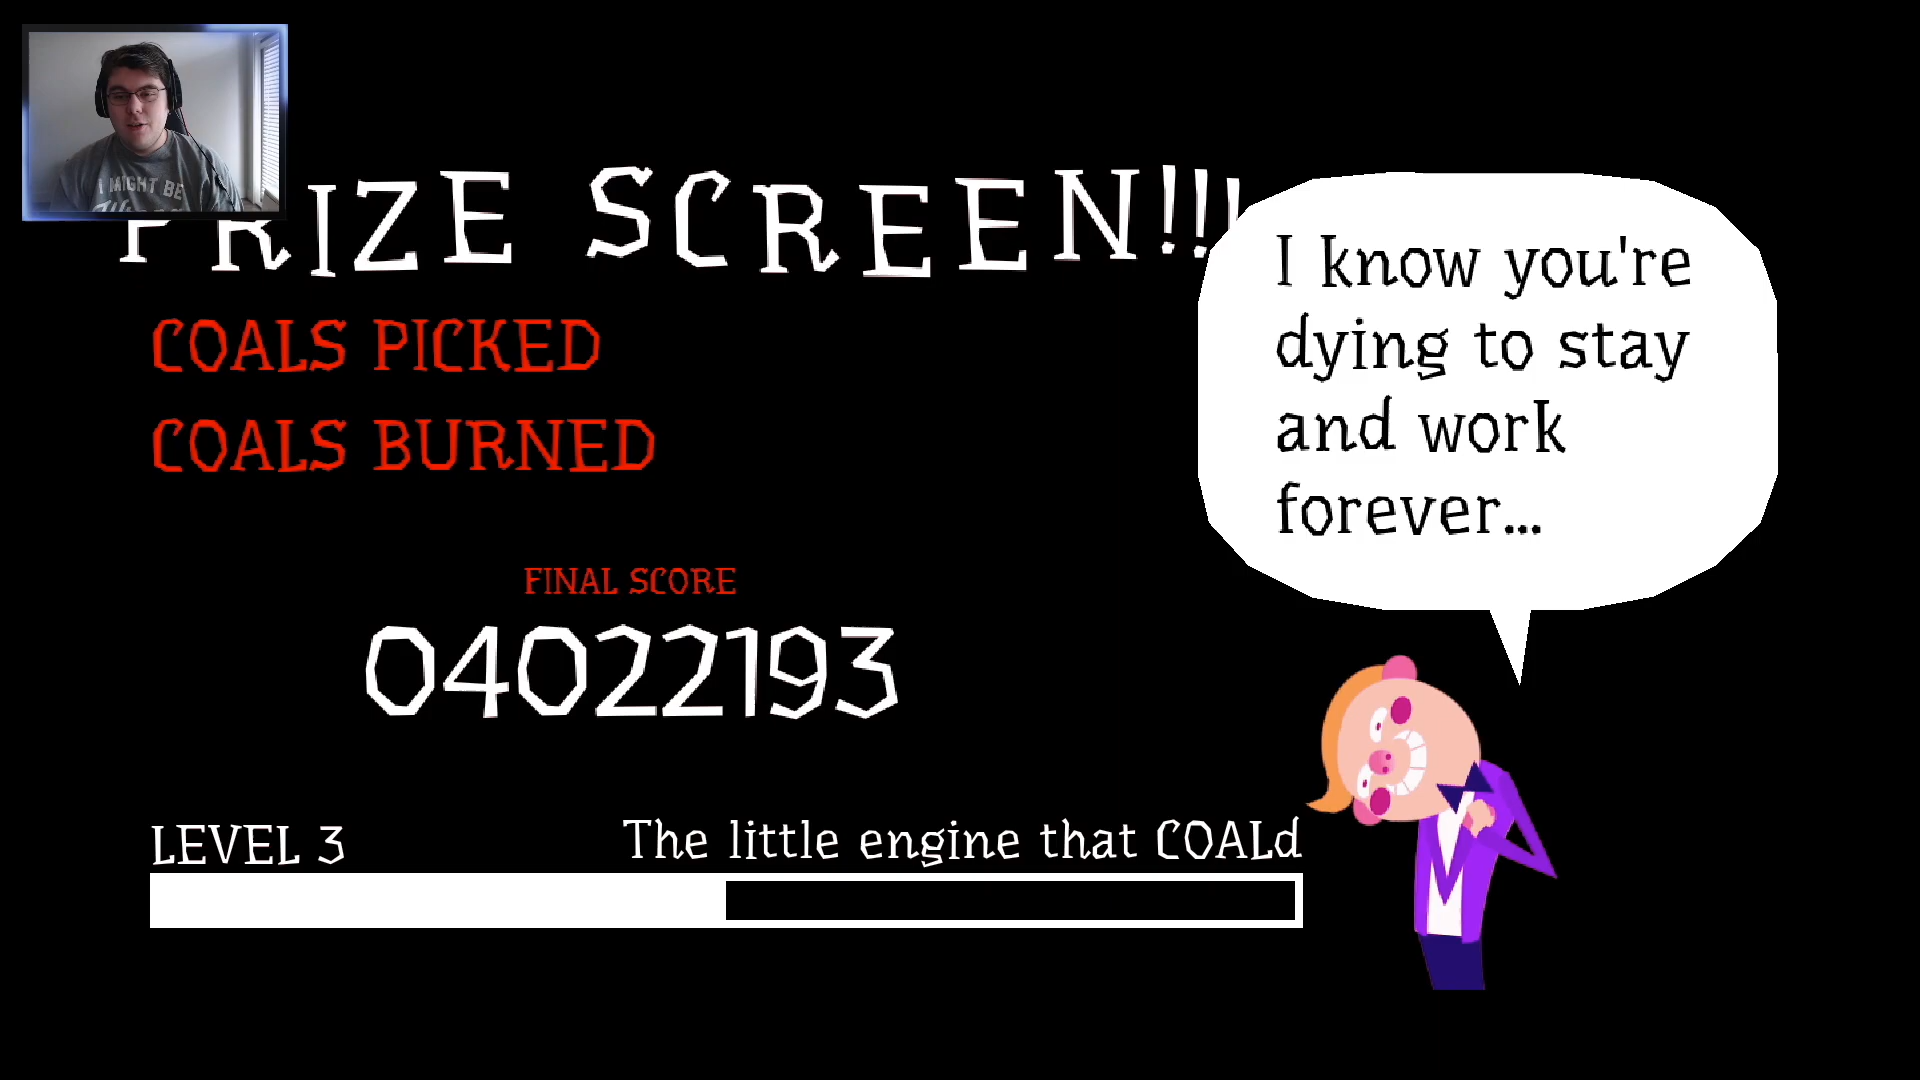 I MIGHT BE
PRIZE SCREEN!!!
COALS PICKED
COALS BURNED
FINAL SCORE
04022193
LEVEL 3
The little engine that COALd
I know you're
dying to stay
and work
forever...